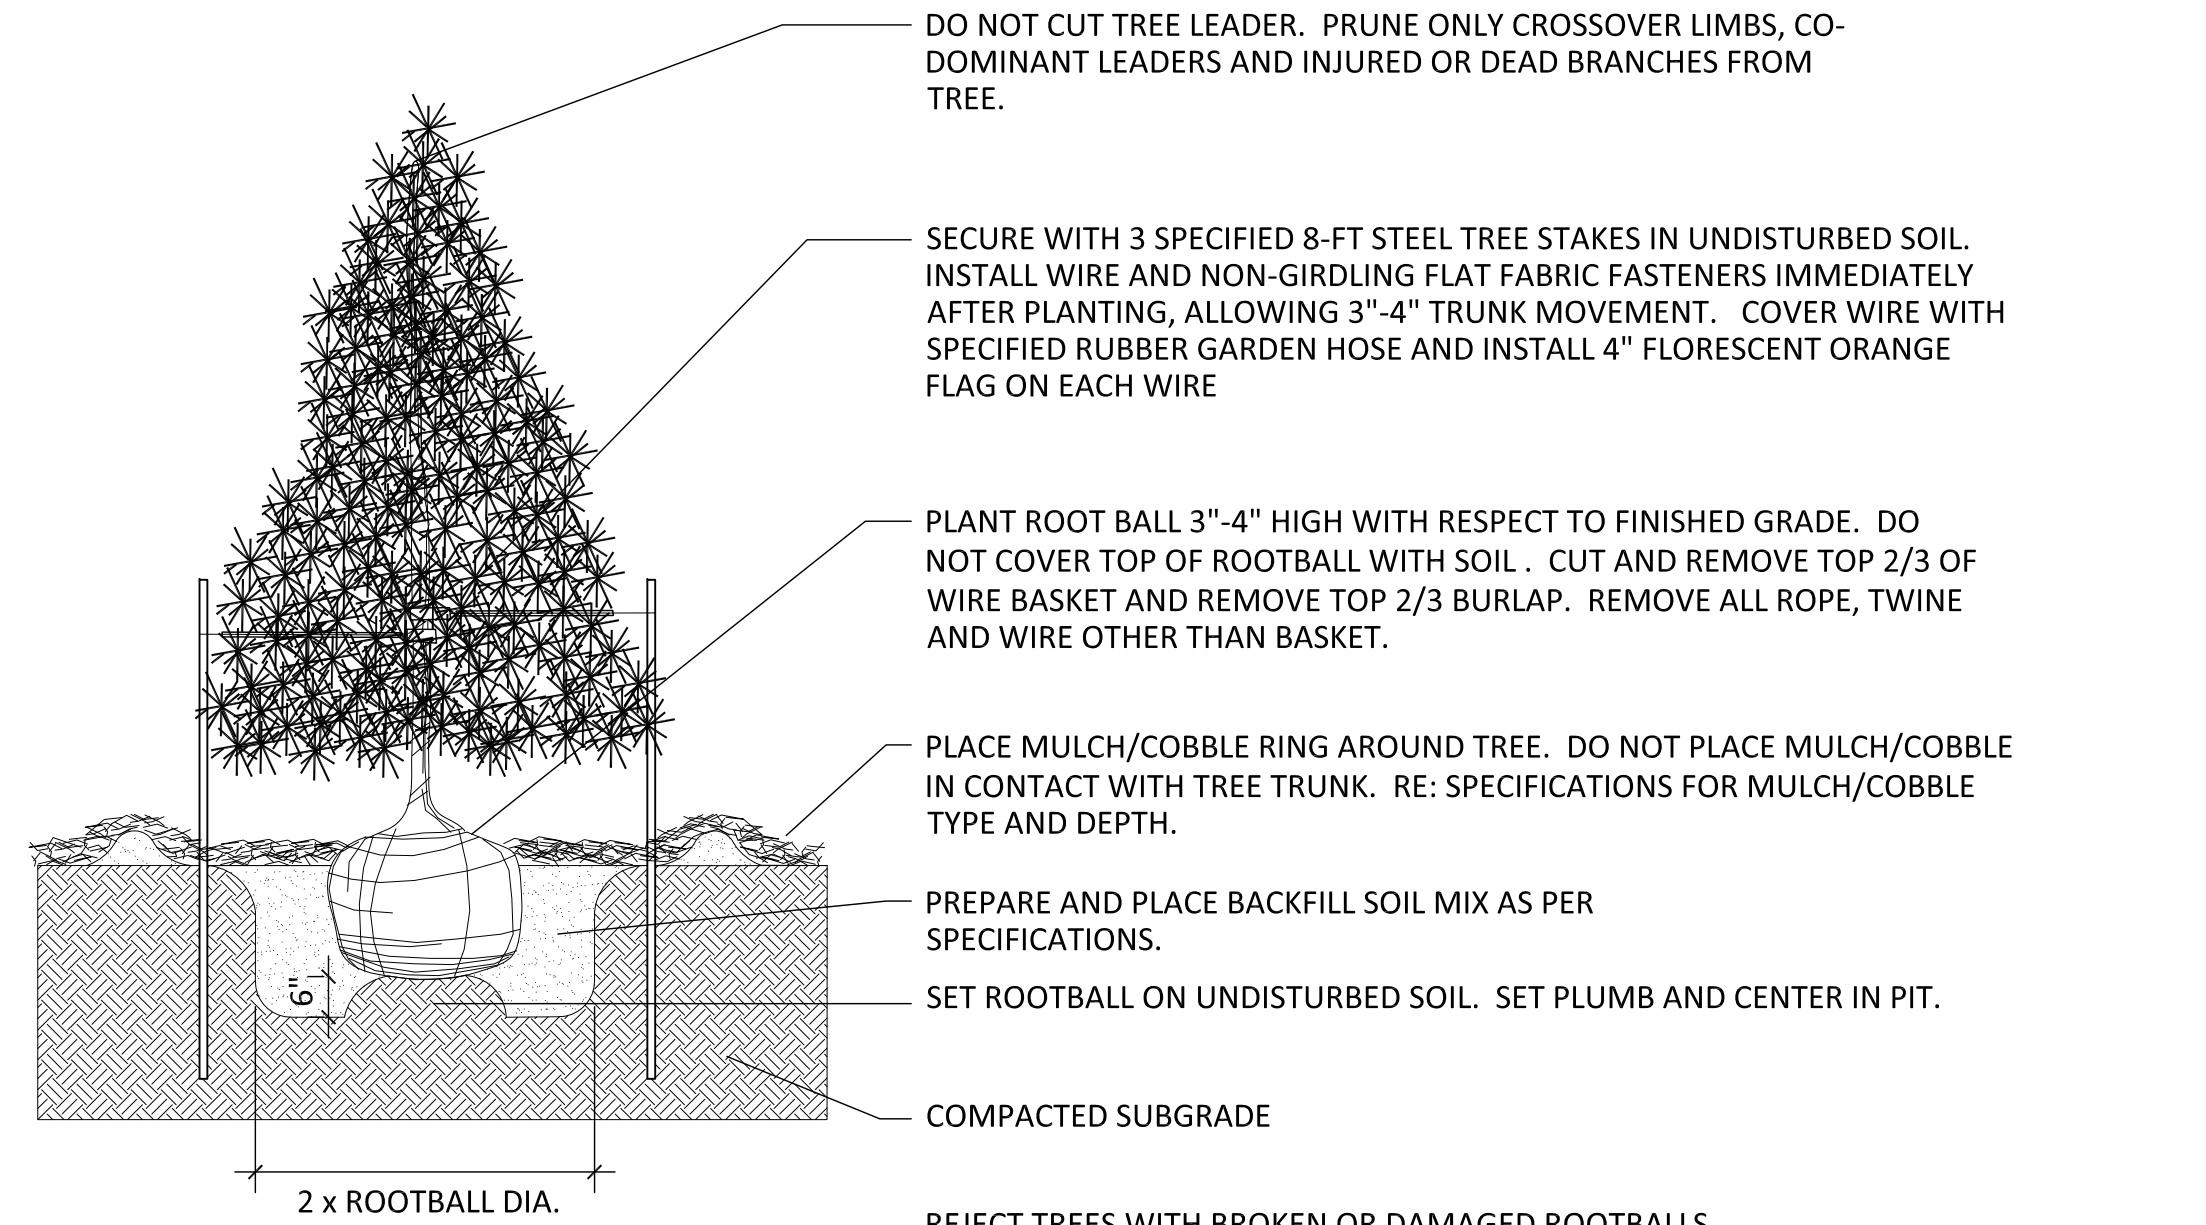 DO NOT CUT TREE LEADER.  PRUNE ONLY CROSSOVER LIMBS, CO-
DOMINANT LEADERS AND INJURED OR DEAD BRANCHES FROM
TREE.
SECURE WITH 3 SPECIFIED 8-FT STEEL TREE STAKES IN UNDISTURBED SOIL.
INSTALL WIRE AND NON-GIRDLING FLAT FABRIC FASTENERS IMMEDIATELY
AFTER PLANTING, ALLOWING 3"-4" TRUNK MOVEMENT.   COVER WIRE WITH
SPECIFIED RUBBER GARDEN HOSE AND INSTALL 4" FLORESCENT ORANGE
FLAG ON EACH WIRE
PLANT ROOT BALL 3"-4" HIGH WITH RESPECT TO FINISHED GRADE.  DO
NOT COVER TOP OF ROOTBALL WITH SOIL .  CUT AND REMOVE TOP 2/3 OF
WIRE BASKET AND REMOVE TOP 2/3 BURLAP.  REMOVE ALL ROPE, TWINE
AND WIRE OTHER THAN BASKET.
PLACE MULCH/COBBLE RING AROUND TREE.  DO NOT PLACE MULCH/COBBLE
IN CONTACT WITH TREE TRUNK.  RE: SPECIFICATIONS FOR MULCH/COBBLE
TYPE AND DEPTH.
PREPARE AND PLACE BACKFILL SOIL MIX AS PER
SPECIFICATIONS.
6"
SET ROOTBALL ON UNDISTURBED SOIL.  SET PLUMB AND CENTER IN PIT.
COMPACTED SUBGRADE
2 x ROOTBALL DIA.
REJECT TREES WITH BROKEN OR DAMAGED ROOTBALLS